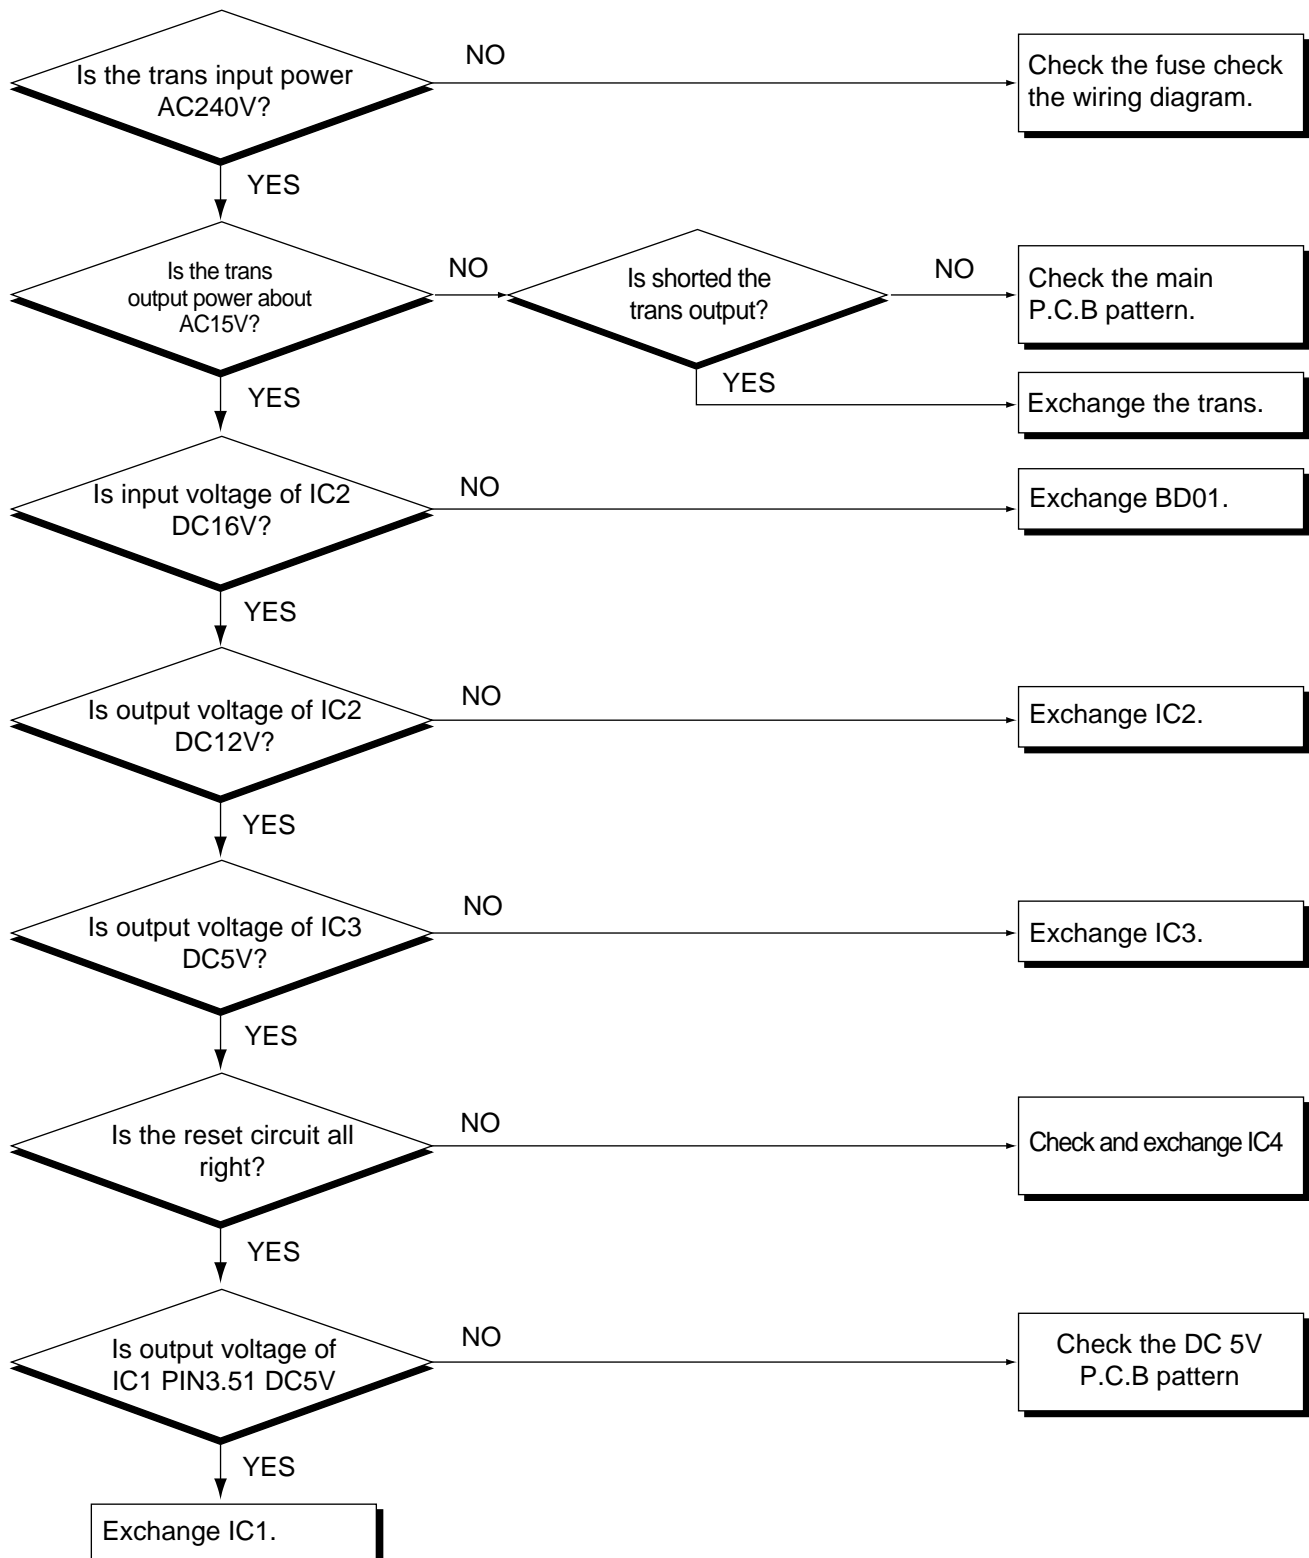 Is the trans input power
AC240V?
NO
Check the fuse check
the wiring diagram.
YES
Is the trans
output power about
AC15V?
NO
Is shorted the
trans output?
NO
Check the main
P.C.B pattern.
YES
Exchange the trans.
YES
Is input voltage of IC2
DC16V?
NO
Exchange BD01.
YES
Is output voltage of IC2
DC12V?
NO
Exchange IC2.
YES
Is output voltage of IC3
DC5V?
NO
Exchange IC3.
YES
Is the reset circuit all
right?
NO
Check and exchange IC4
YES
Is output voltage of
IC1 PIN3.51 DC5V
NO
Check the DC 5V
P.C.B pattern
YES
Exchange IC1.